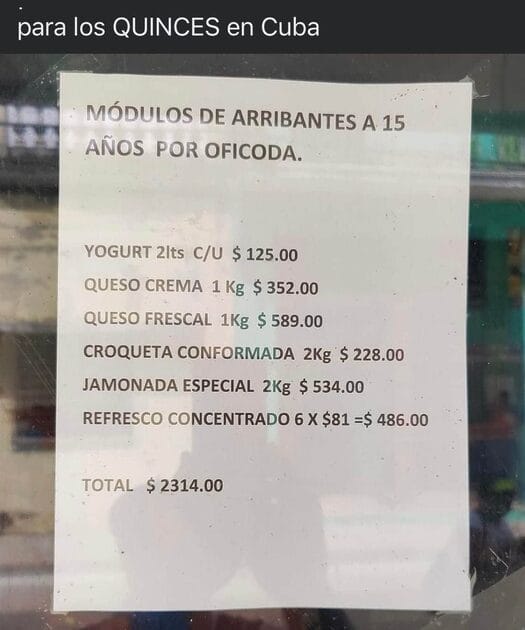 para los QUINCES en Cuba
MÓDULOS DE ARRIBANTES A 15
AÑOS POR OFICODA.
YOGURT 2lts C/U $ 125.00
QUESO CREMA 1 Kg $ 352.00
QUESO FRESCAL 1Kg $ 589.00
CROQUETA CONFORMADA 2Kg $ 228.00
JAMONADA ESPECIAL 2Kg $ 534.00
REFRESCO CONCENTRADO 6 X $81 =$ 486.00
TOTAL $ 2314.00